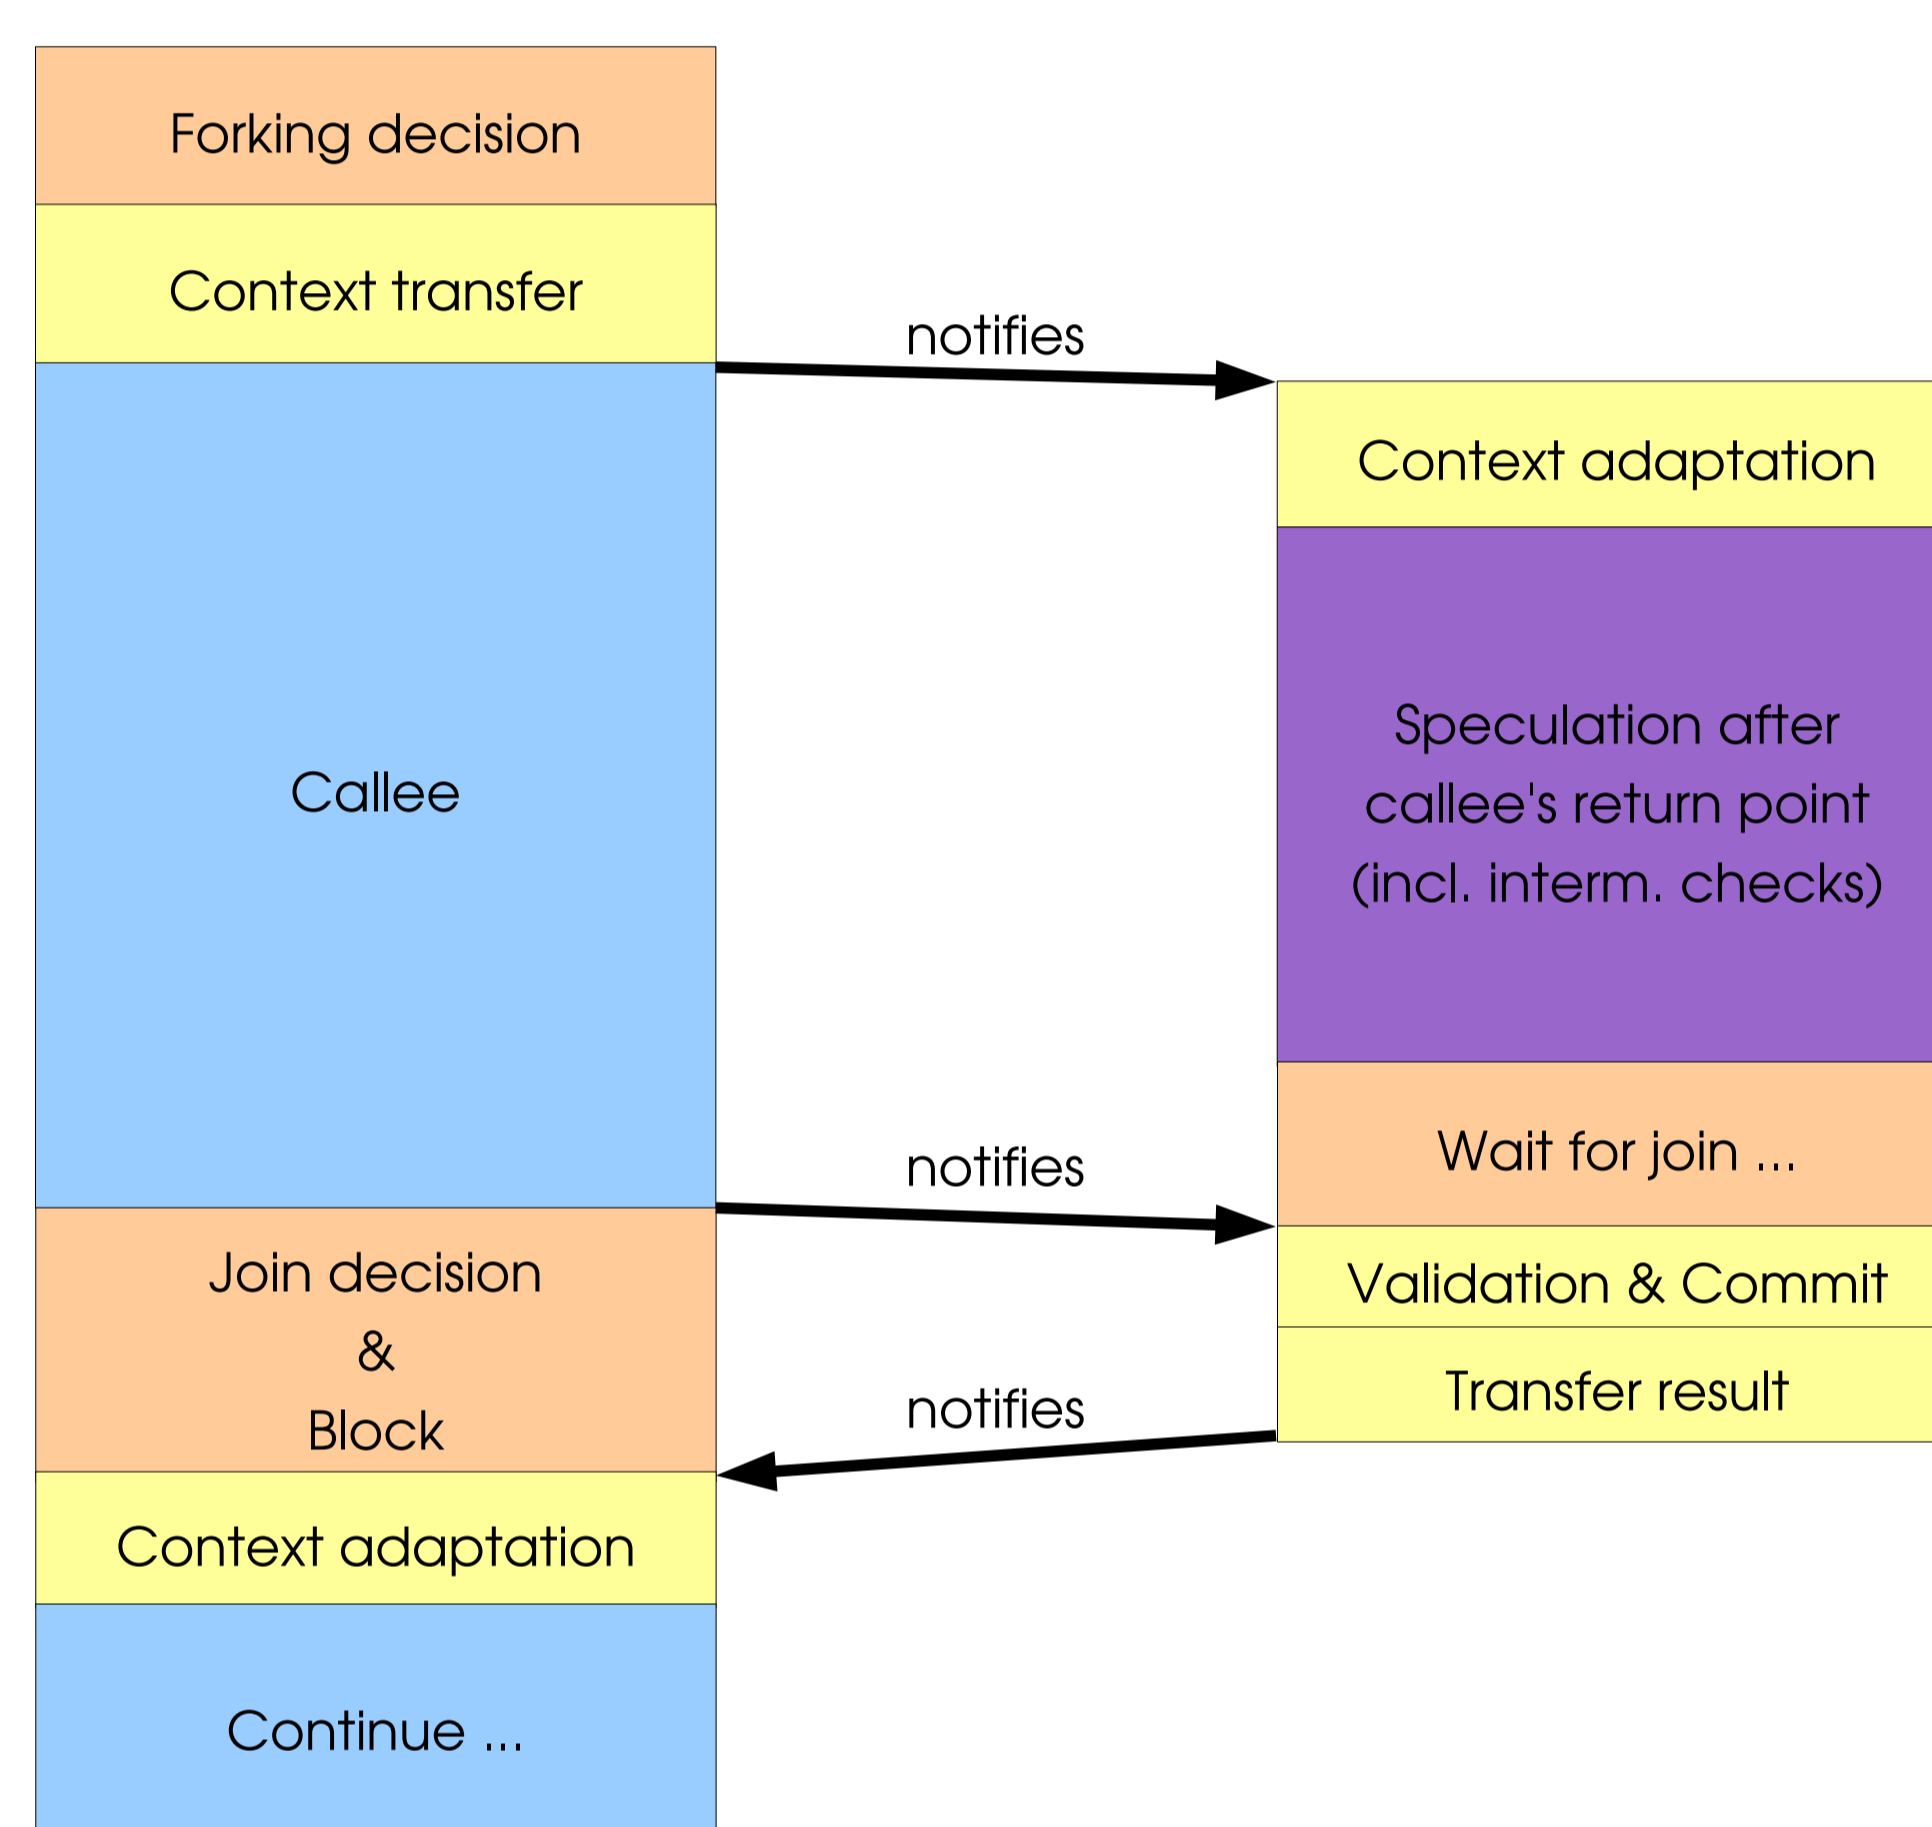 Forking decision
Context transfer
notifies
Context adaptation
Callee
Speculation after
callee's return point
(incl. interm. checks)
notifies
Wait for join ...
Join decision
&
Block
Validation & Commit
notifies
Transfer result
Context adaptation
Continue ...